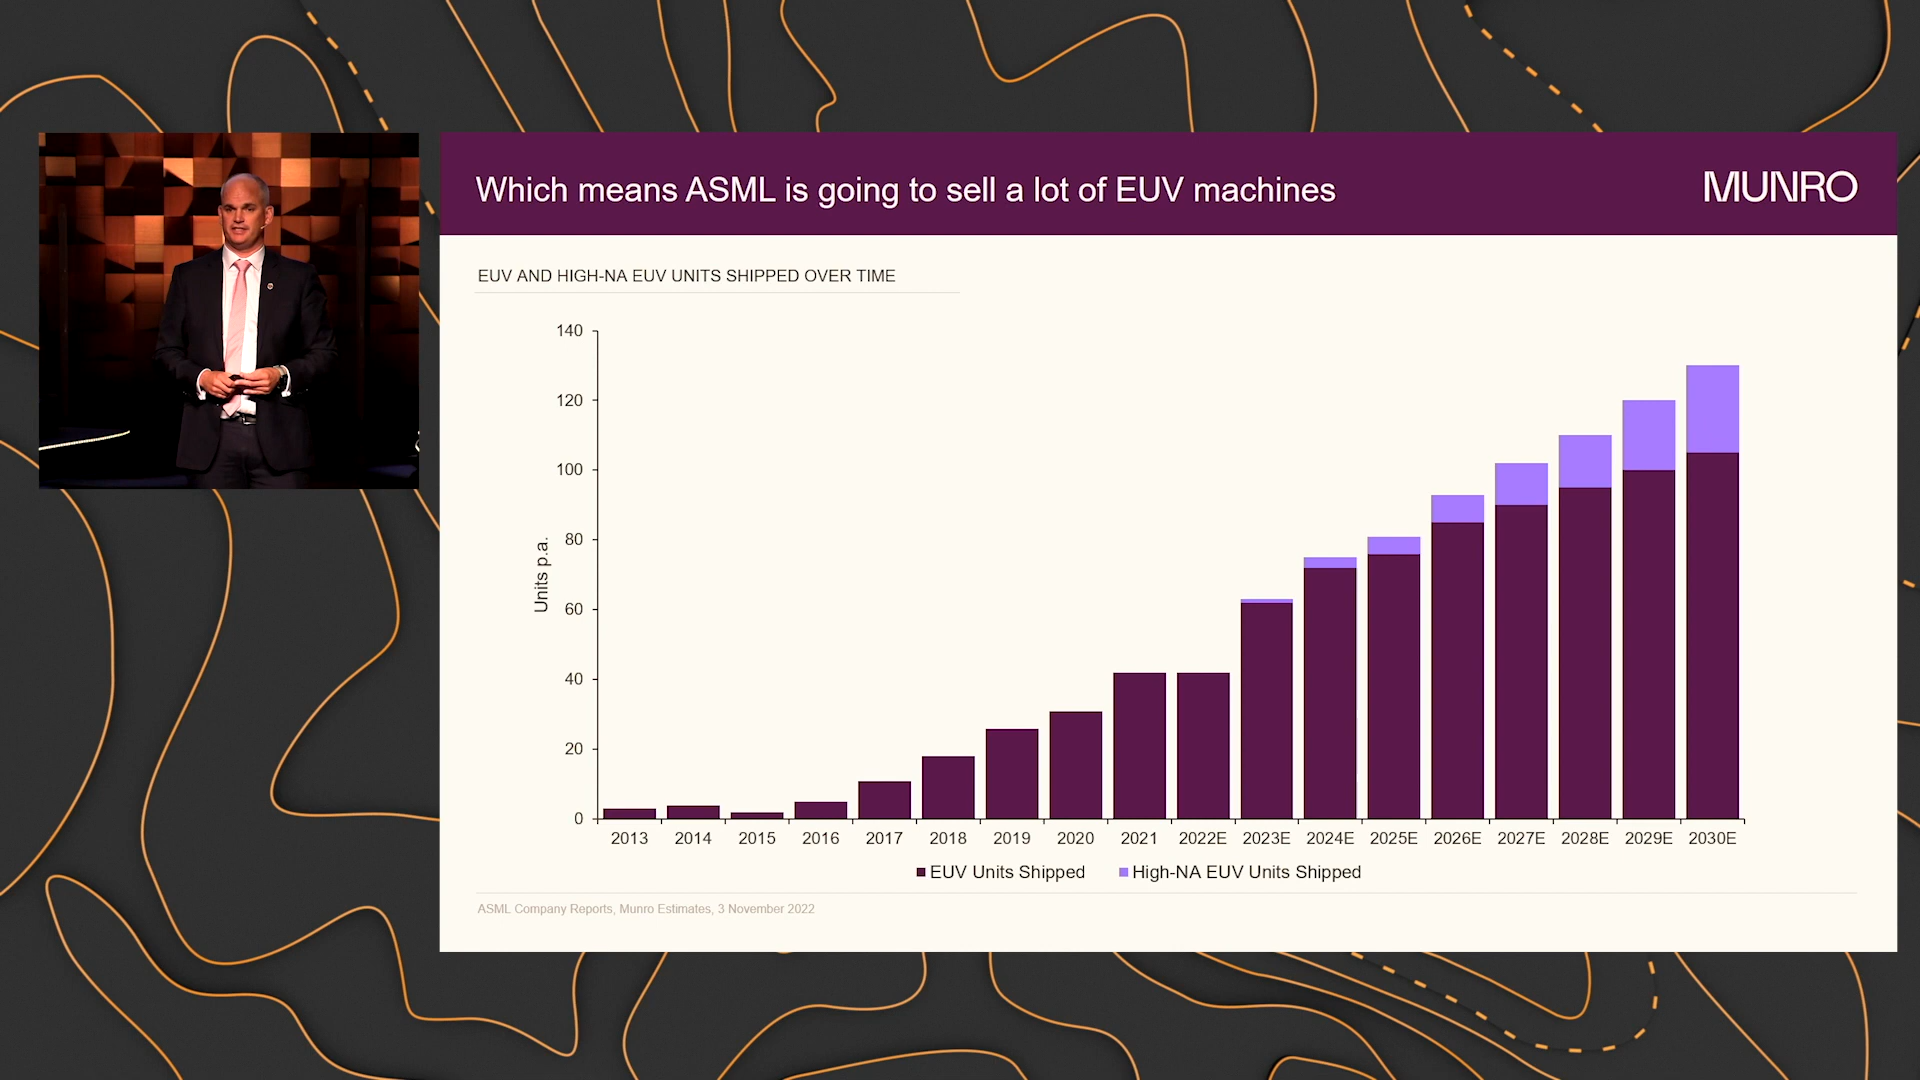 Which means ASML is going to sell a lot of EUV machines
MUNRO
EUV AND HIGH-NA EUV UNITS SHIPPED OVER TIME
Units p.a.
140
120
100
80
60
40
20
0
2013 2014 2015 2016 2017 2018 2019 2020 2021 2022E 2023E 2024E 2025E 2026E 2027E 2028E 2029E 2030E
EUV Units Shipped High-NA EUV Units Shipped
ASML Company Reports, Munro Estimates, 3 November 2022